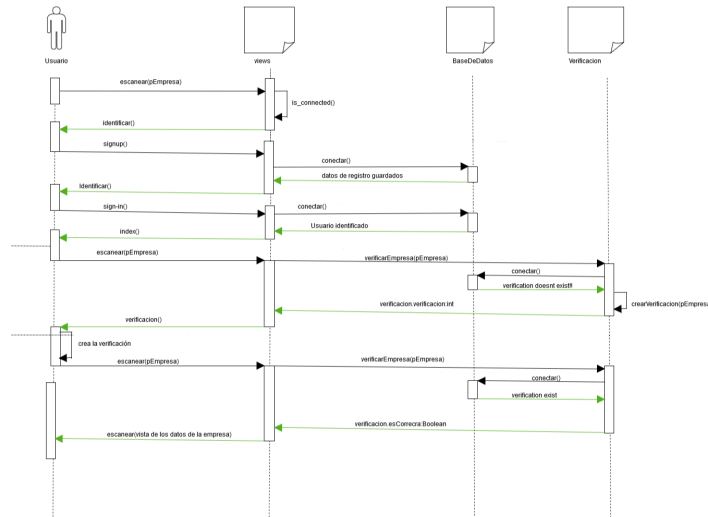 Usuario
views
BaseDeDatos
Verificacion
escanear(pEmpresa)
is_connected()
identificar()
signup()
conectar()
datos de registro guardados
Identificar()
sign-in()
conectar()
Usuario identificado
index()
escanear(pEmpresa)
verificarEmpresa(pEmpresa)
conectar()
verification doesnt exist!!
crearVerificacion(pEmpresa
verificacion.verificacion:int
verificacion()
crea la verificación
escanear(pEmpresa)
verificarEmpresa(pEmpresa)
conectar()
verification exist
verificacion.esCorrecra:Boolean
escanear(vista de los datos de la empresa)